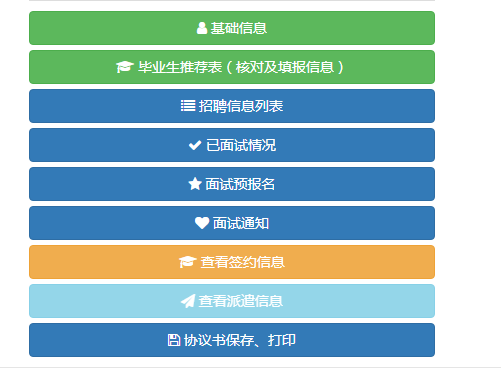 基础信息
毕业生推荐表（核对及填报信息）
招聘信息列表
已面试情况
面试预报名
面试通知
查看签约信息
查看派遣信息
协议书保存、打印